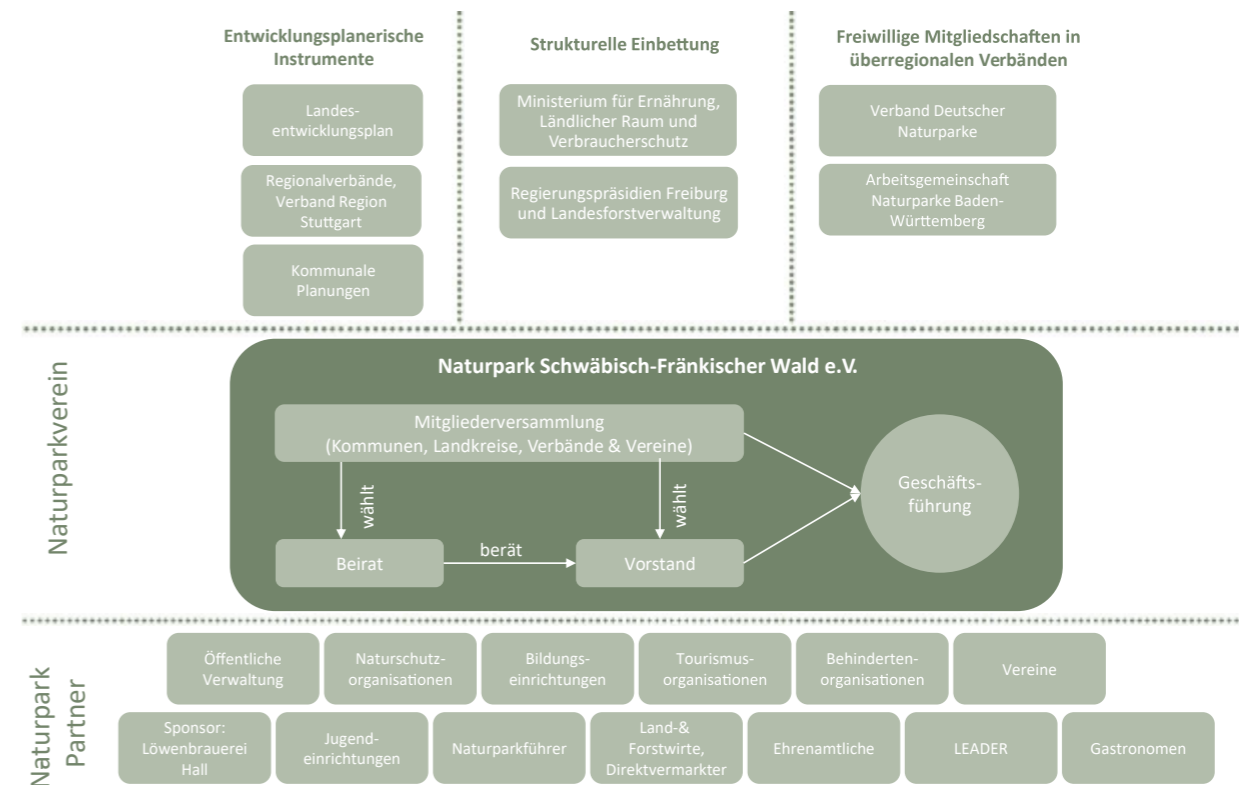 Entwicklungsplanerische
Instrumente
Landes-
entwicklungsplan
Regionalverbände,
Verband Region
Stuttgart
Kommunale
Planungen
Strukturelle Einbettung
Ministerium für Ernährung,
Ländlicher Raum und
Verbraucherschutz
Regierungspräsidien Freiburg
und Landesforstverwaltung
Freiwillige Mitgliedschaften in
überregionalen Verbänden
Verband Deutscher
Naturparke
Arbeitsgemeinschaft
Naturparke Baden-
Württemberg
Naturparkverein
Naturpark Schwäbisch-Fränkischer Wald e.V.
Mitgliederversammlung
(Kommunen, Landkreise, Verbände & Vereine)
wählt
wählt
Beirat
berät
Vorstand
Geschäfts-
führung
Naturpark
Partner
Öffentliche
Verwaltung
Naturschutz-
organisationen
Bildungs-
einrichtungen
Tourismus-
organisationen
Behinderten-
organisationen
Vereine
Sponsor:
Löwenbrauerei
Hall
Jugend-
einrichtungen
Naturparkführer
Land-&
Forstwirte,
Direktvermarkter
Ehrenamtliche
LEADER
Gastronomen